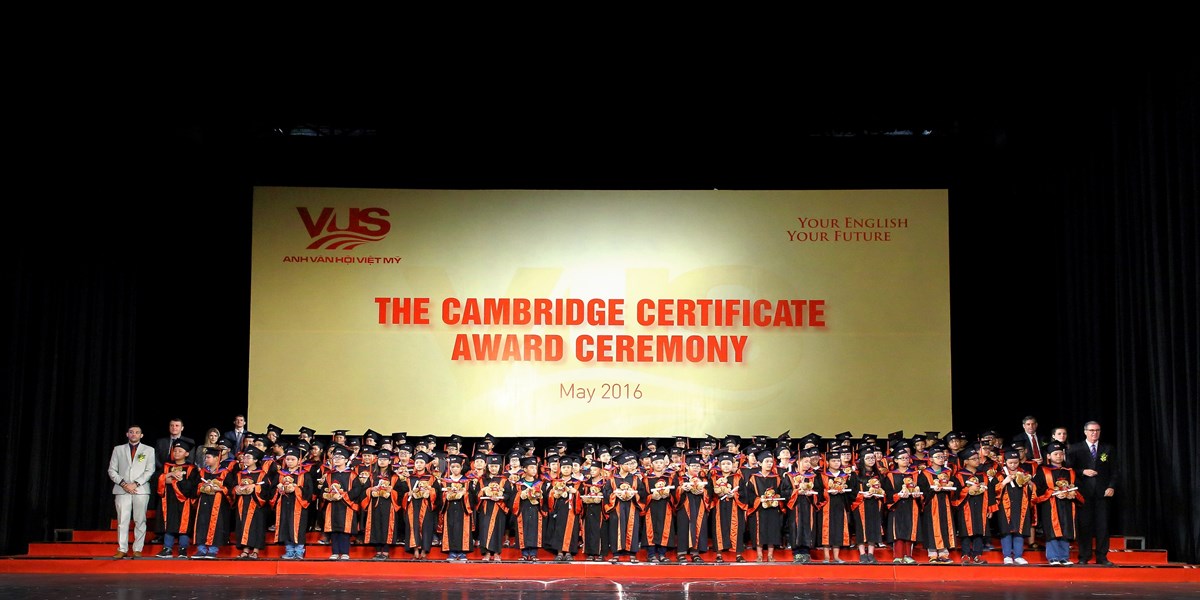 VUS
ANH VĂN HỘI VIỆT MỸ
YOUR ENGLISH
YOUR FUTURE
THE CAMBRIDGE CERTIFICATE
AWARD CEREMONY
May 2016